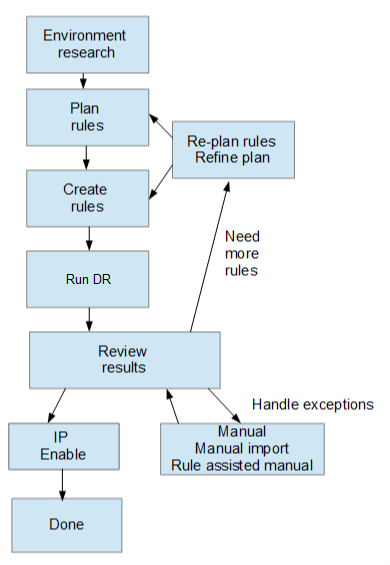 Environment
research
Plan
rules
Re-plan rules
Refine plan
Create
rules
Need
more
rules
Run DR
Review
results
Handle exceptions
IP
Enable
Manual
Manual import
Rule assisted manual
Done